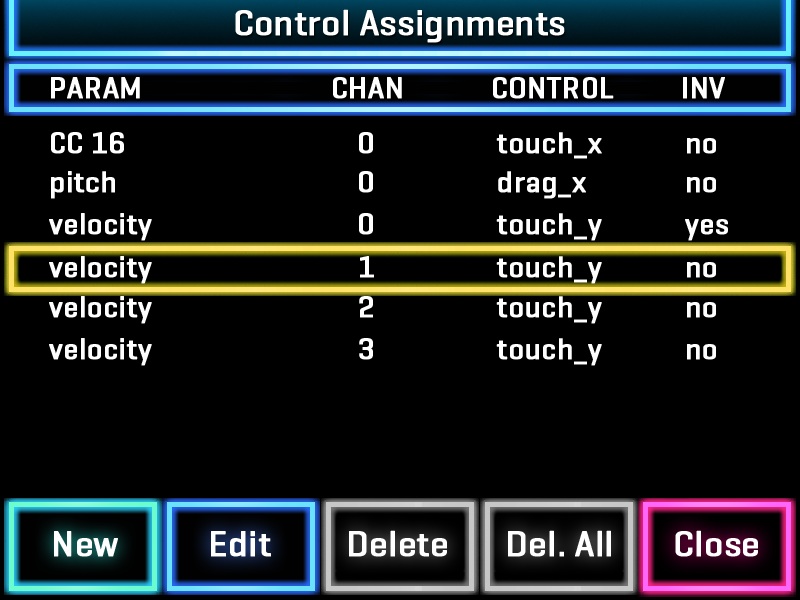 Control Assignments
PARAM CHAN CONTROL INV
CC 16 0 touch_x no
pitch 0 drag_x no
velocity 0 touch_y yes
velocity 1 touch_y no
velocity 2 touch_y no
velocity 3 touch_y no
New Edit Delete Del. All Close